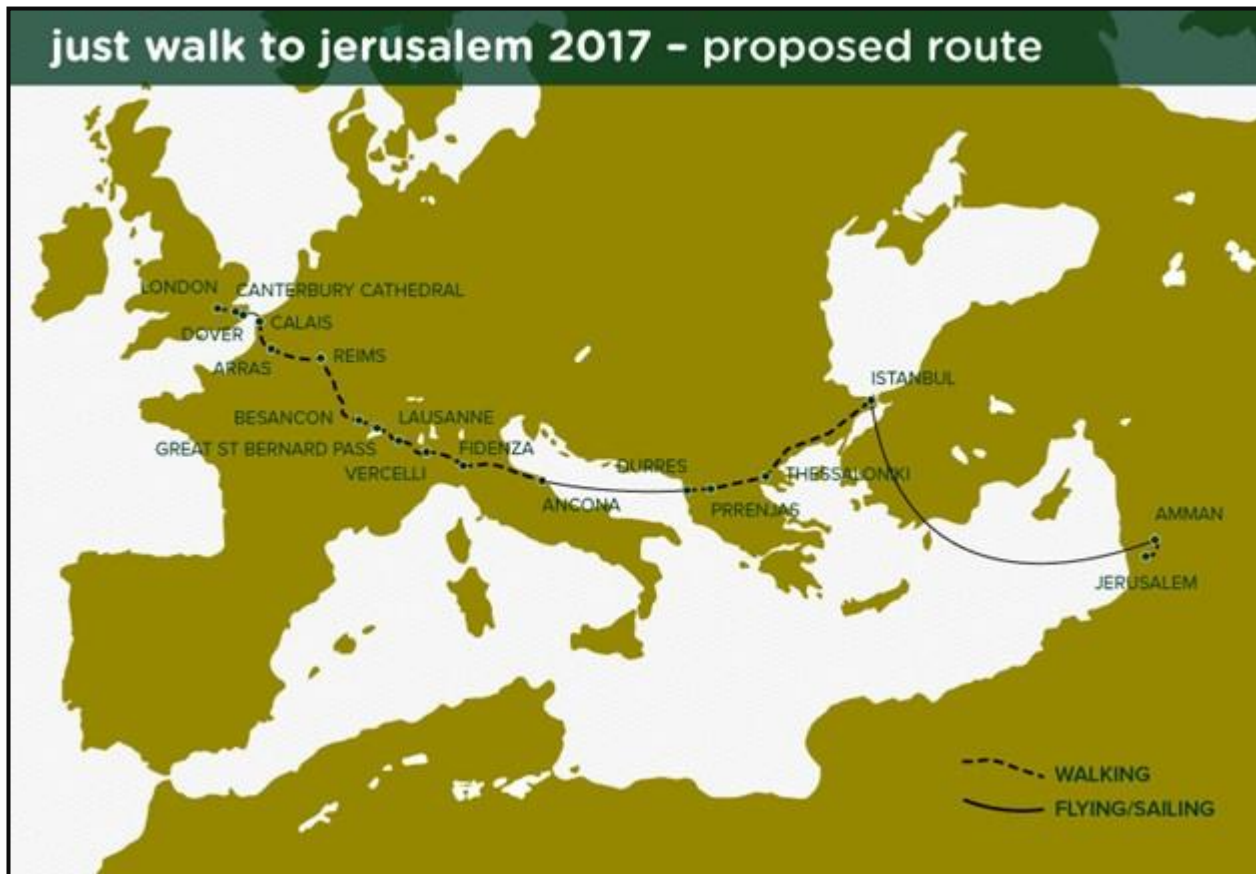 just walk to jerusalem 2017 – proposed route
LONDON
CANTERBURY CATHEDRAL
DOVER
CALAIS
ARRAS
REIMS
BESANCON
LAUSANNE
GREAT ST BERNARD PASS
FIDENZA
VERCELLI
ANCONA
DURRES
PRRENJAS
THESSALONIKI
ISTANBUL
AMMAN
JERUSALEM
WALKING
FLYING/SAILING